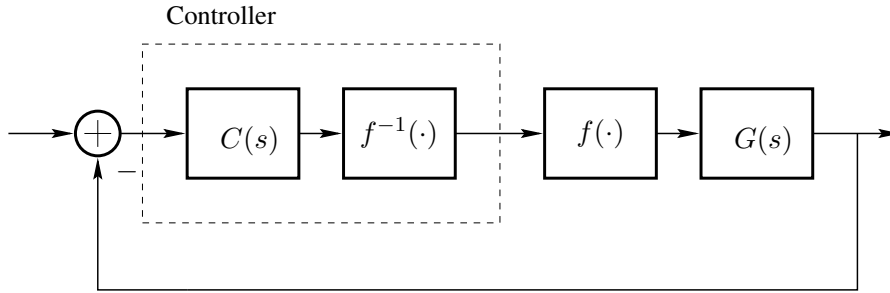 Controller
+
C(s)
f⁻¹(·)
f(·)
G(s)
−